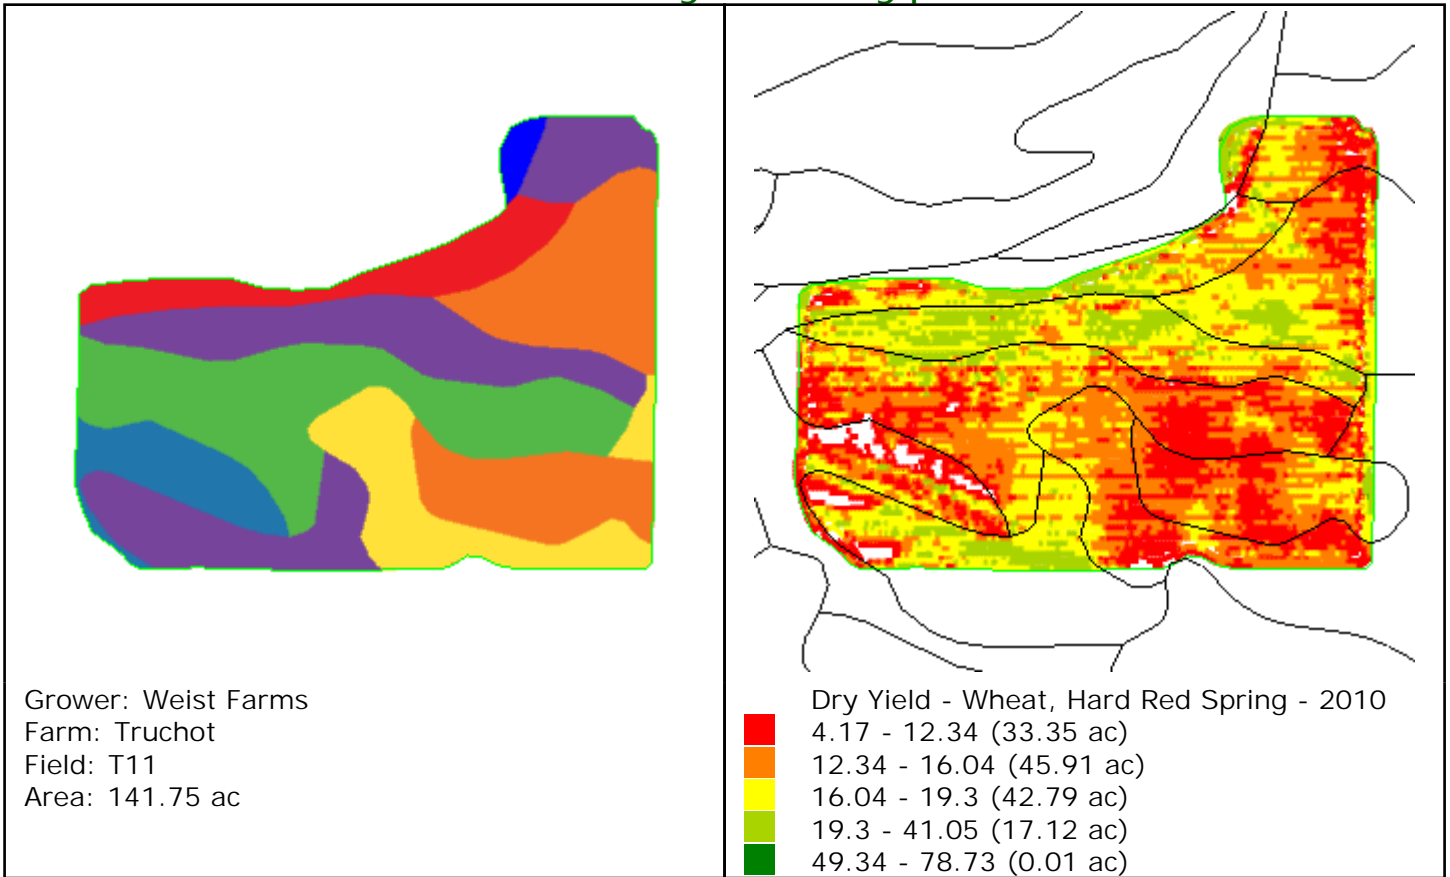 Grower: Weist Farms
Farm: Truchot
Field: T11
Area: 141.75 ac
Dry Yield - Wheat, Hard Red Spring - 2010
4.17 - 12.34 (33.35 ac)
12.34 - 16.04 (45.91 ac)
16.04 - 19.3 (42.79 ac)
19.3 - 41.05 (17.12 ac)
49.34 - 78.73 (0.01 ac)